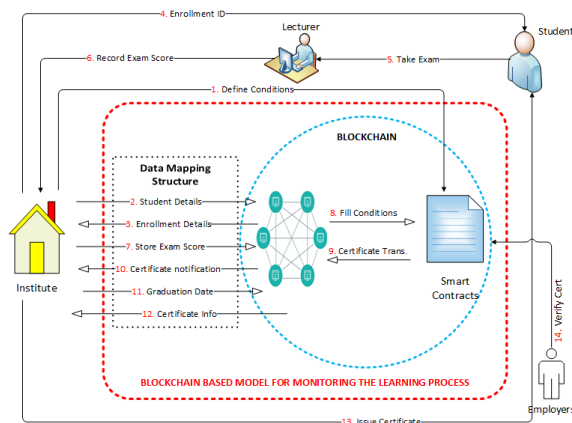 4. Enrollment ID
Lecturer
Student
6. Record Exam Score
5. Take Exam
1. Define Conditions
BLOCKCHAIN
Data Mapping
Structure
2. Student Details
8. Fill Conditions
3. Enrollment Details
7. Store Exam Score
9. Certificate Trans.
10. Certificate notification
Institute
Smart
Contracts
11. Graduation Date
12. Certificate Info
14. Verify Cert
BLOCKCHAIN BASED MODEL FOR MONITORING THE LEARNING PROCESS
Employers
13. Issue Certificate